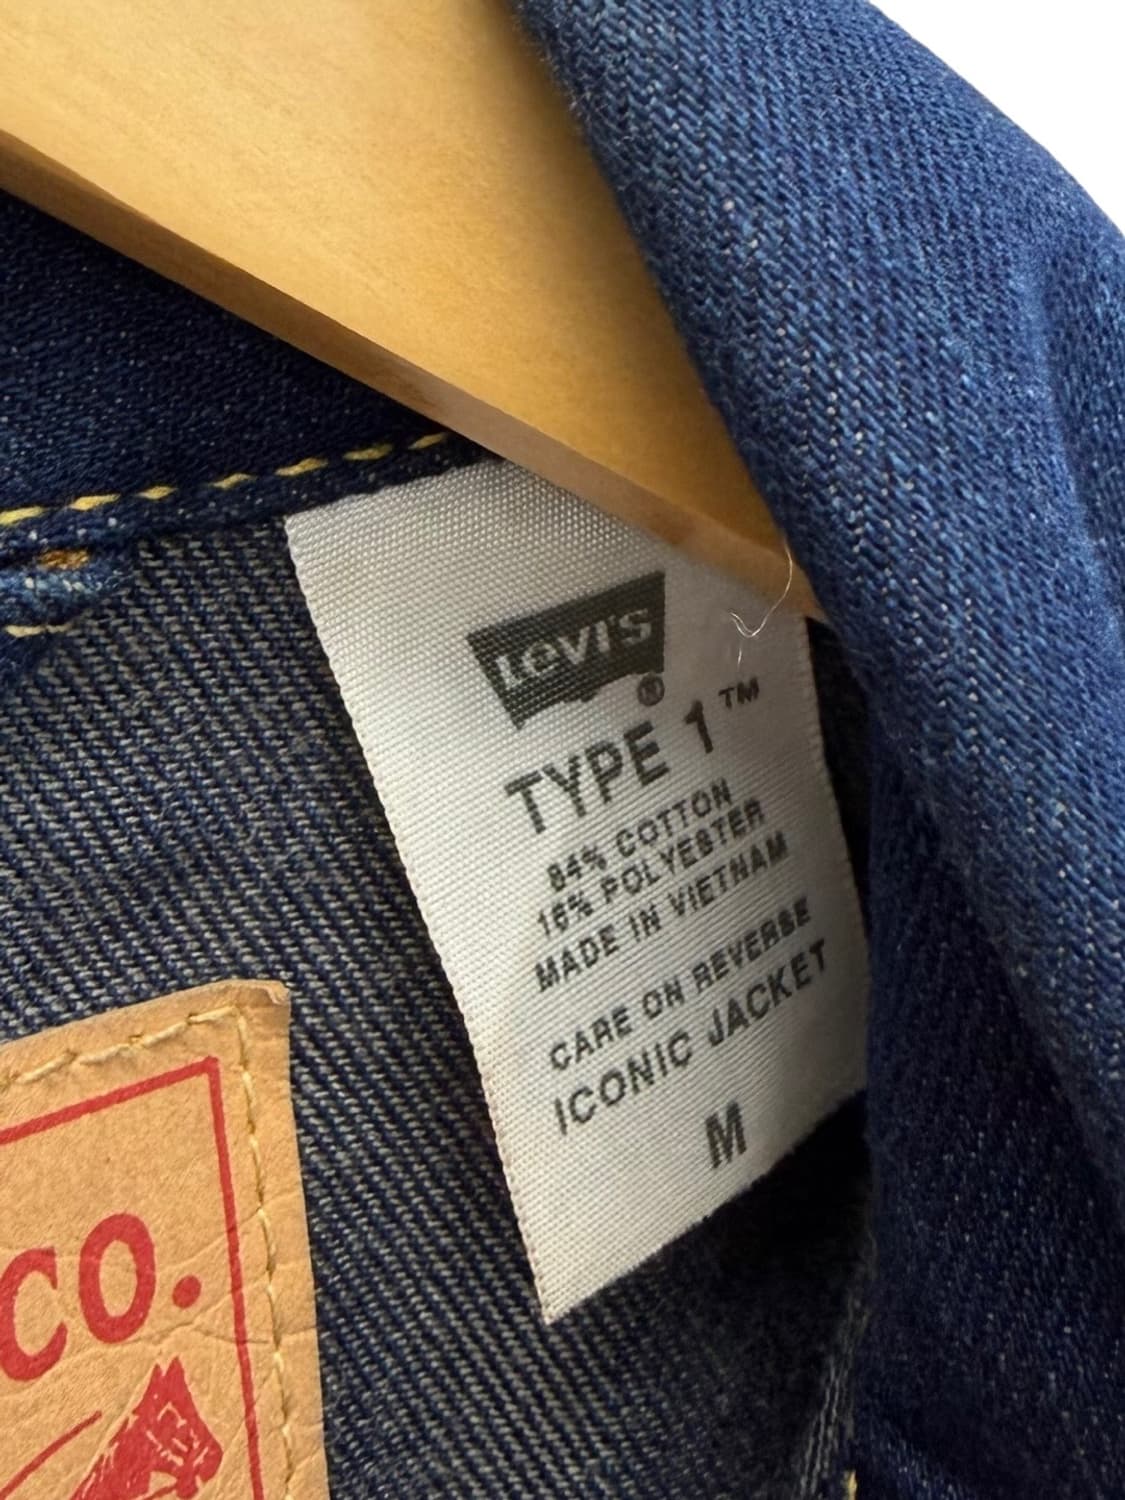 Levi's
®
TYPE 1™
84% COTTON
16% POLYESTER
MADE IN VIETNAM
CARE ON REVERSE
ICONIC JACKET
M
CO.